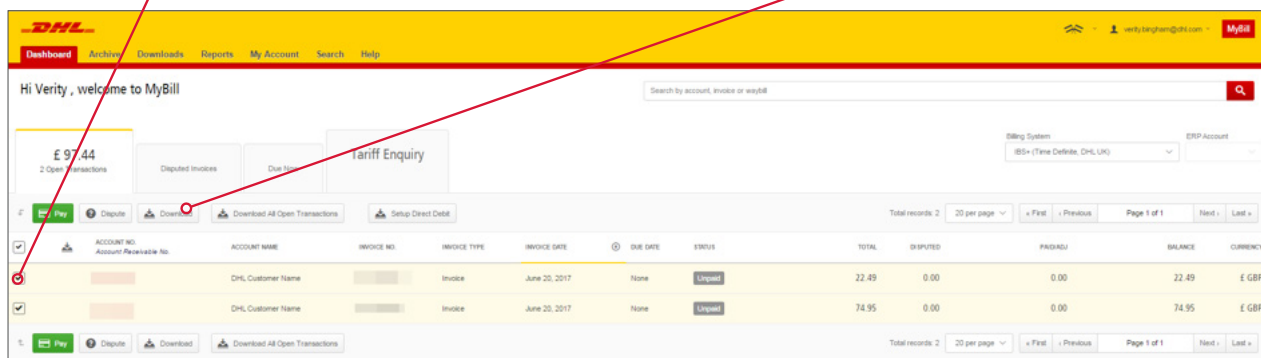 DHL
verity.bingham@dhl.com MyBill
Dashboard Archive Downloads Reports My Account Search Help
Hi Verity , welcome to MyBill
Search by account, invoice or waybill
£ 97.44
2 Open Transactions
Disputed Invoices
Due Now
Tariff Enquiry
Billing System
IBS+ (Time Definite, DHL UK)
ERP Account
Pay Dispute Download Download All Open Transactions Setup Direct Debit Total records: 2 20 per page « First ‹ Previous Page 1 of 1 Next › Last »
ACCOUNT NO. ACCOUNT NAME INVOICE NO. INVOICE TYPE INVOICE DATE DUE DATE STATUS TOTAL DISPUTED PAID/ADJ BALANCE CURRENCY
Account Receivable No.
DHL Customer Name Invoice June 20, 2017 None Unpaid 22.49 0.00 0.00 22.49 £ GBP
DHL Customer Name Invoice June 20, 2017 None Unpaid 74.95 0.00 0.00 74.95 £ GBP
Pay Dispute Download Download All Open Transactions Total records: 2 20 per page « First ‹ Previous Page 1 of 1 Next › Last »